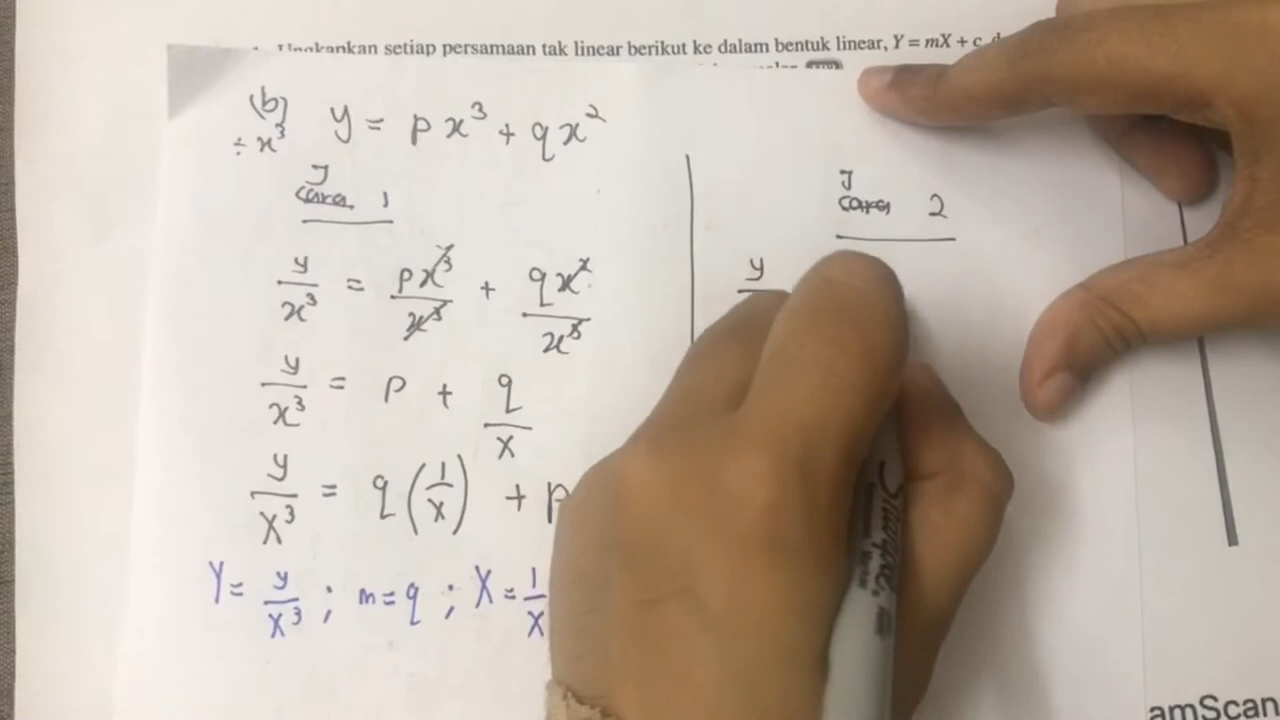 setiap persamaan tak linear berikut ke dalam bentuk linear, Y = mX + c
(b) y = px³ + qx²
÷ x³
Cara 1
y/x³ = px³/x³ + qx²/x³
y/x³ = p + q/x
y/x³ = q(1/x) + p
Y = y/x³ ; m = q ; X = 1/x
Cara 2
y
amScan